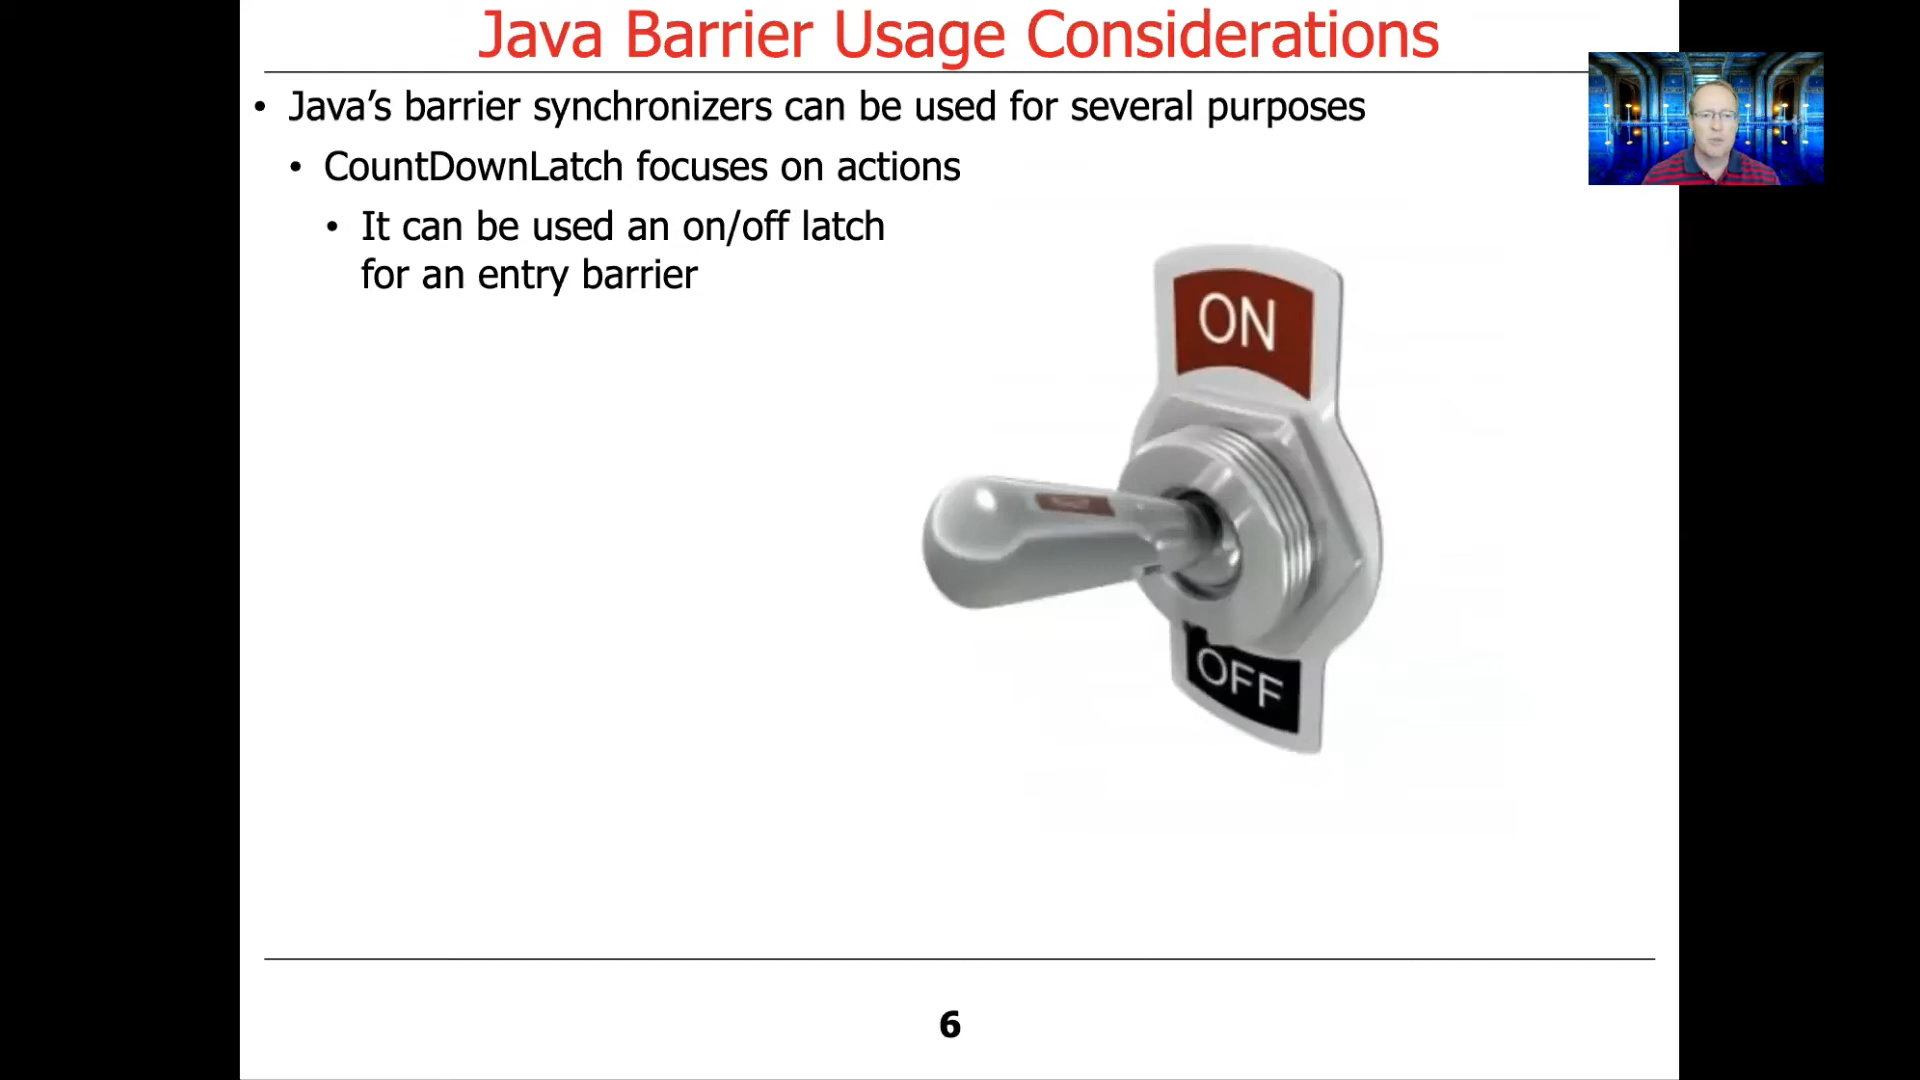 Java Barrier Usage Considerations
• Java’s barrier synchronizers can be used for several purposes
• CountDownLatch focuses on actions
• It can be used an on/off latch
for an entry barrier
ON
OFF
6